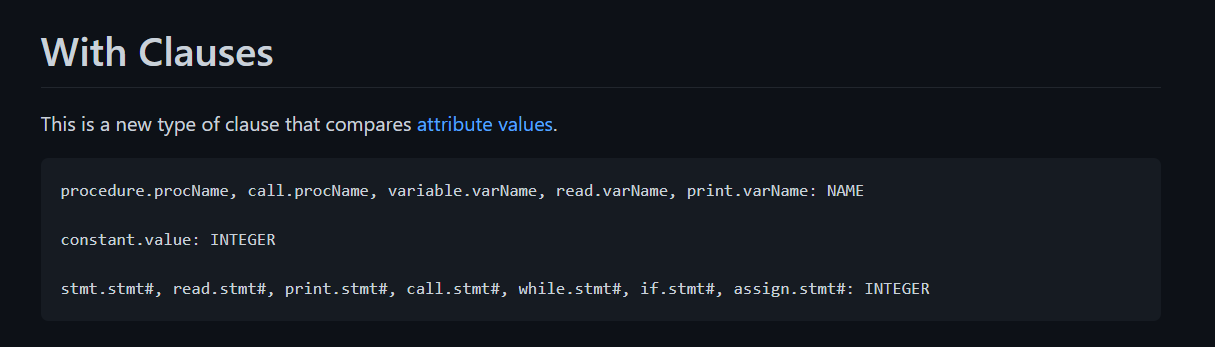 With Clauses
This is a new type of clause that compares attribute values.
procedure.procName, call.procName, variable.varName, read.varName, print.varName: NAME
constant.value: INTEGER
stmt.stmt#, read.stmt#, print.stmt#, call.stmt#, while.stmt#, if.stmt#, assign.stmt#: INTEGER